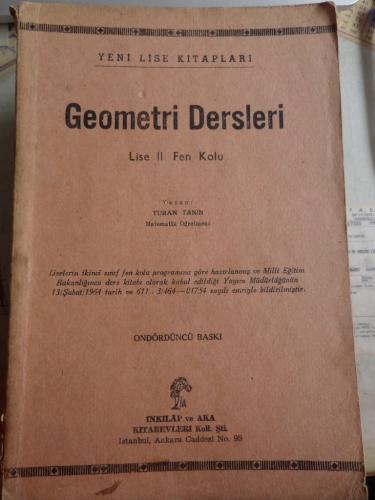 YENİ LİSE KİTAPLARI
Geometri Dersleri
Lise II Fen Kolu
Yazan:
TURAN TANIN
Matematik Öğretmeni
Liselerin ikinci sınıf fen kolu programına göre hazırlanmış ve Milli Eğitim
Bakanlığınca ders kitabı olarak kabul edildiği Yayım Müdürlüğünün
13/Şubat/1964 tarih ve 611 . 3/464—01754 sayılı emriyle bildirilmiştir.
ONDÖRDÜNCÜ BASKI
İNKILÂP ve AKA
KİTABEVLERİ Koll. Şti.
İstanbul, Ankara Caddesi No. 95